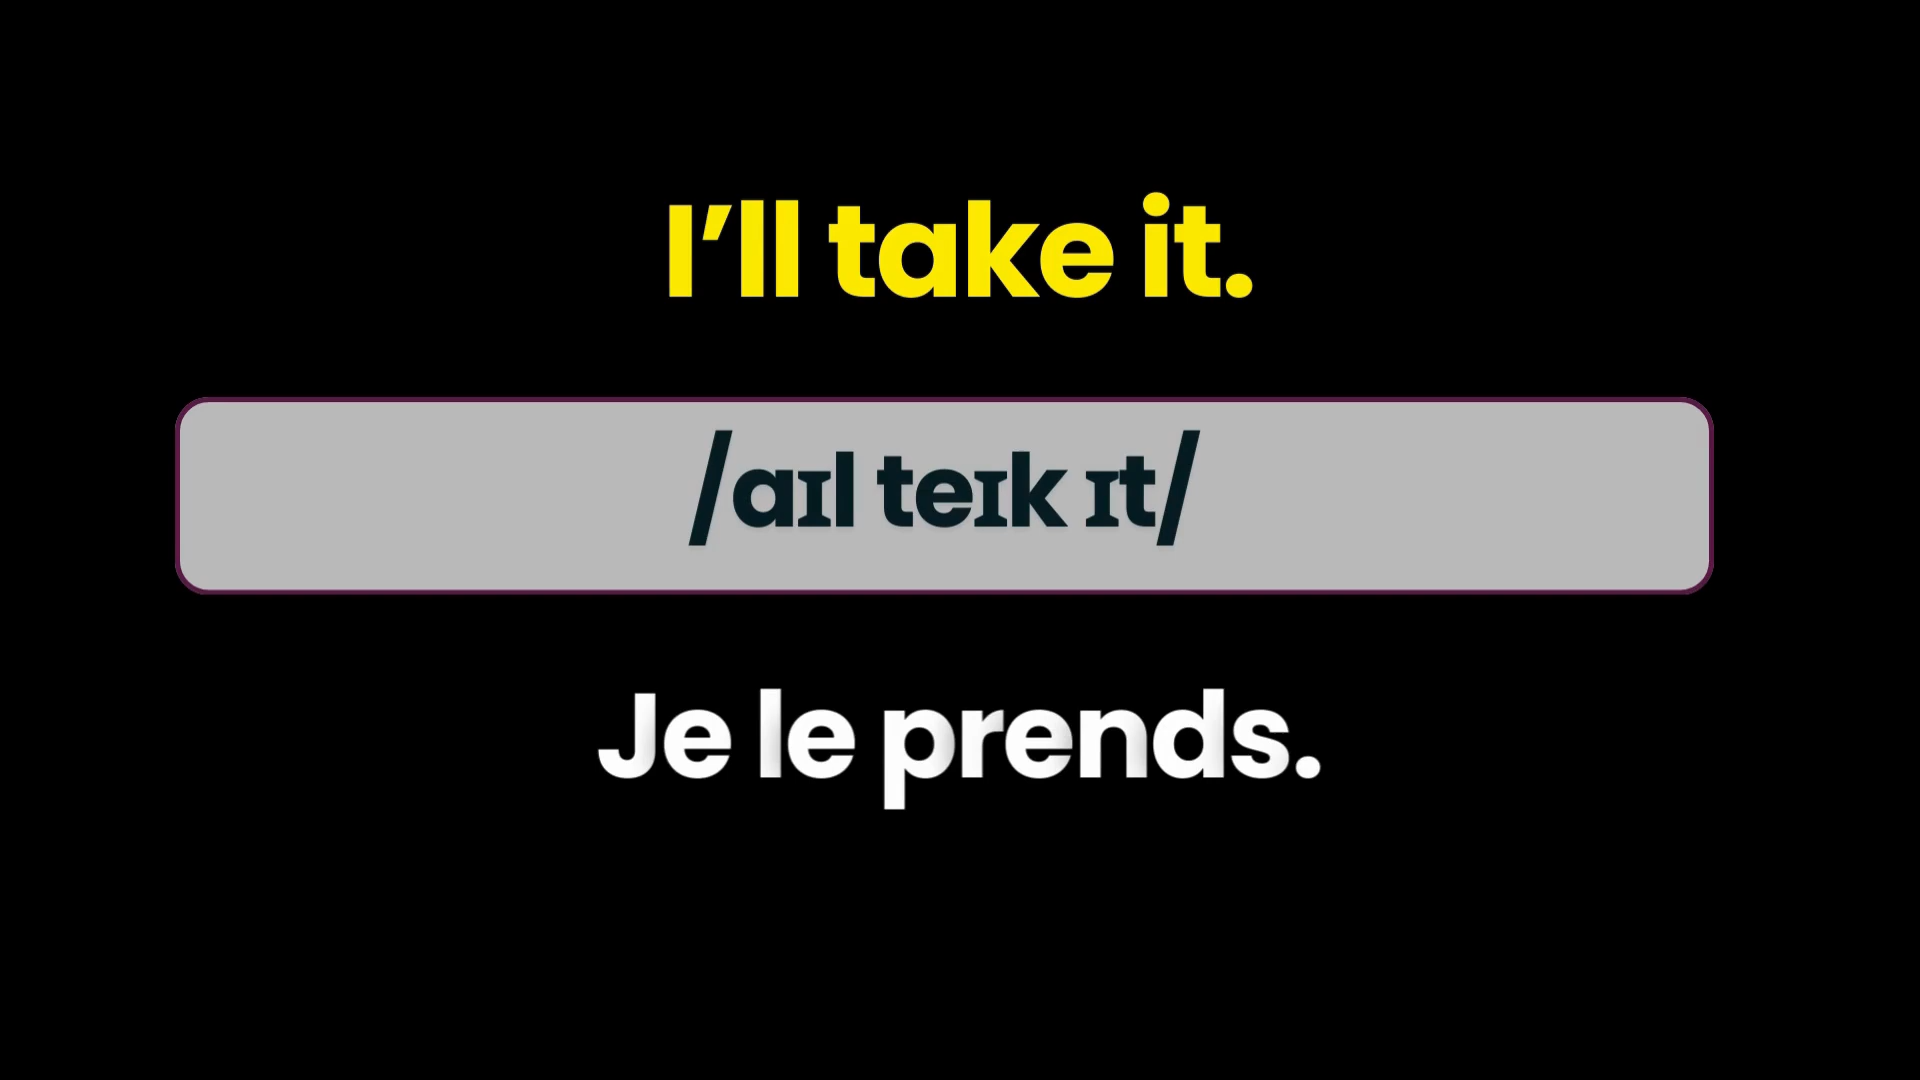 I’ll take it.
/aɪl teɪk ɪt/
Je le prends.